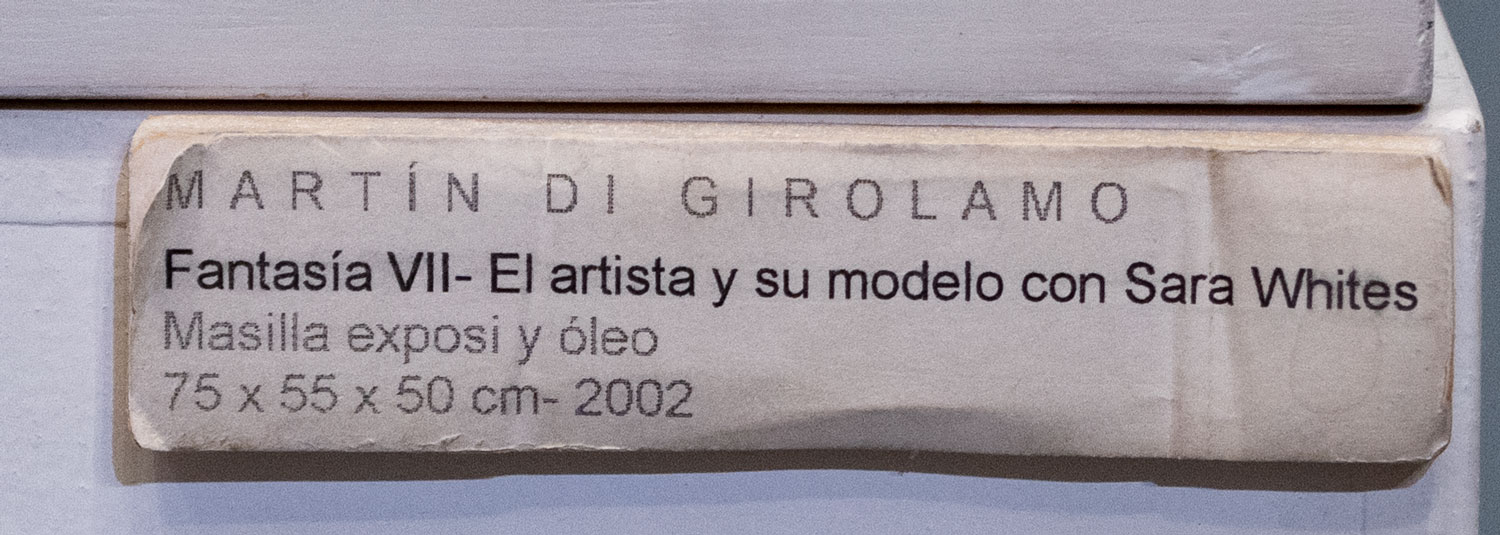 MARTÍN DI GIROLAMO
Fantasía VII- El artista y su modelo con Sara Whites
Masilla exposi y óleo
75 x 55 x 50 cm- 2002